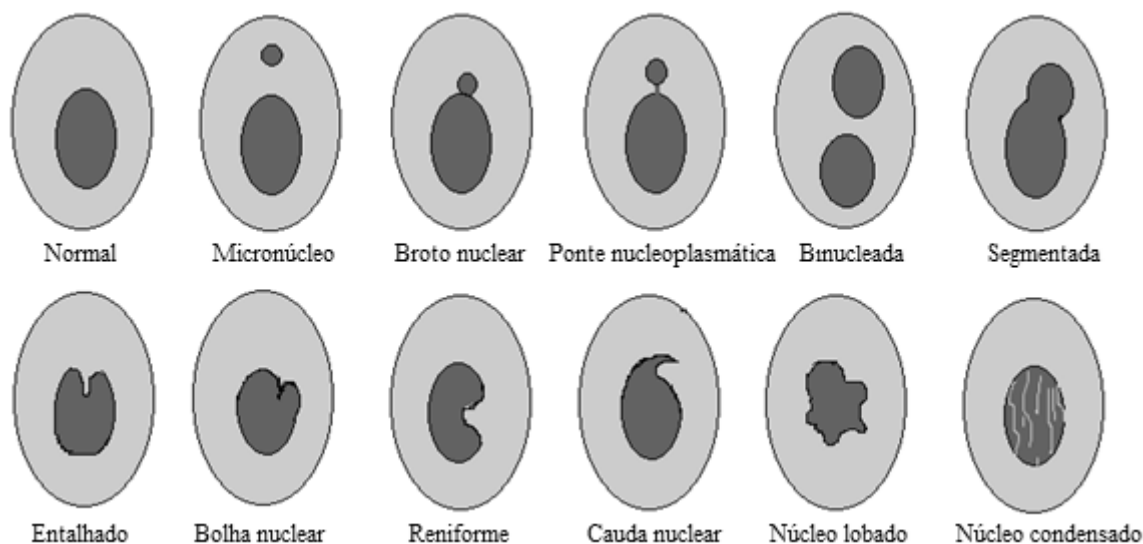 Normal Micronúcleo Broto nuclear Ponte nucleoplasmática Binucleada Segmentada
Entalhado Bolha nuclear Reniforme Cauda nuclear Núcleo lobado Núcleo condensado